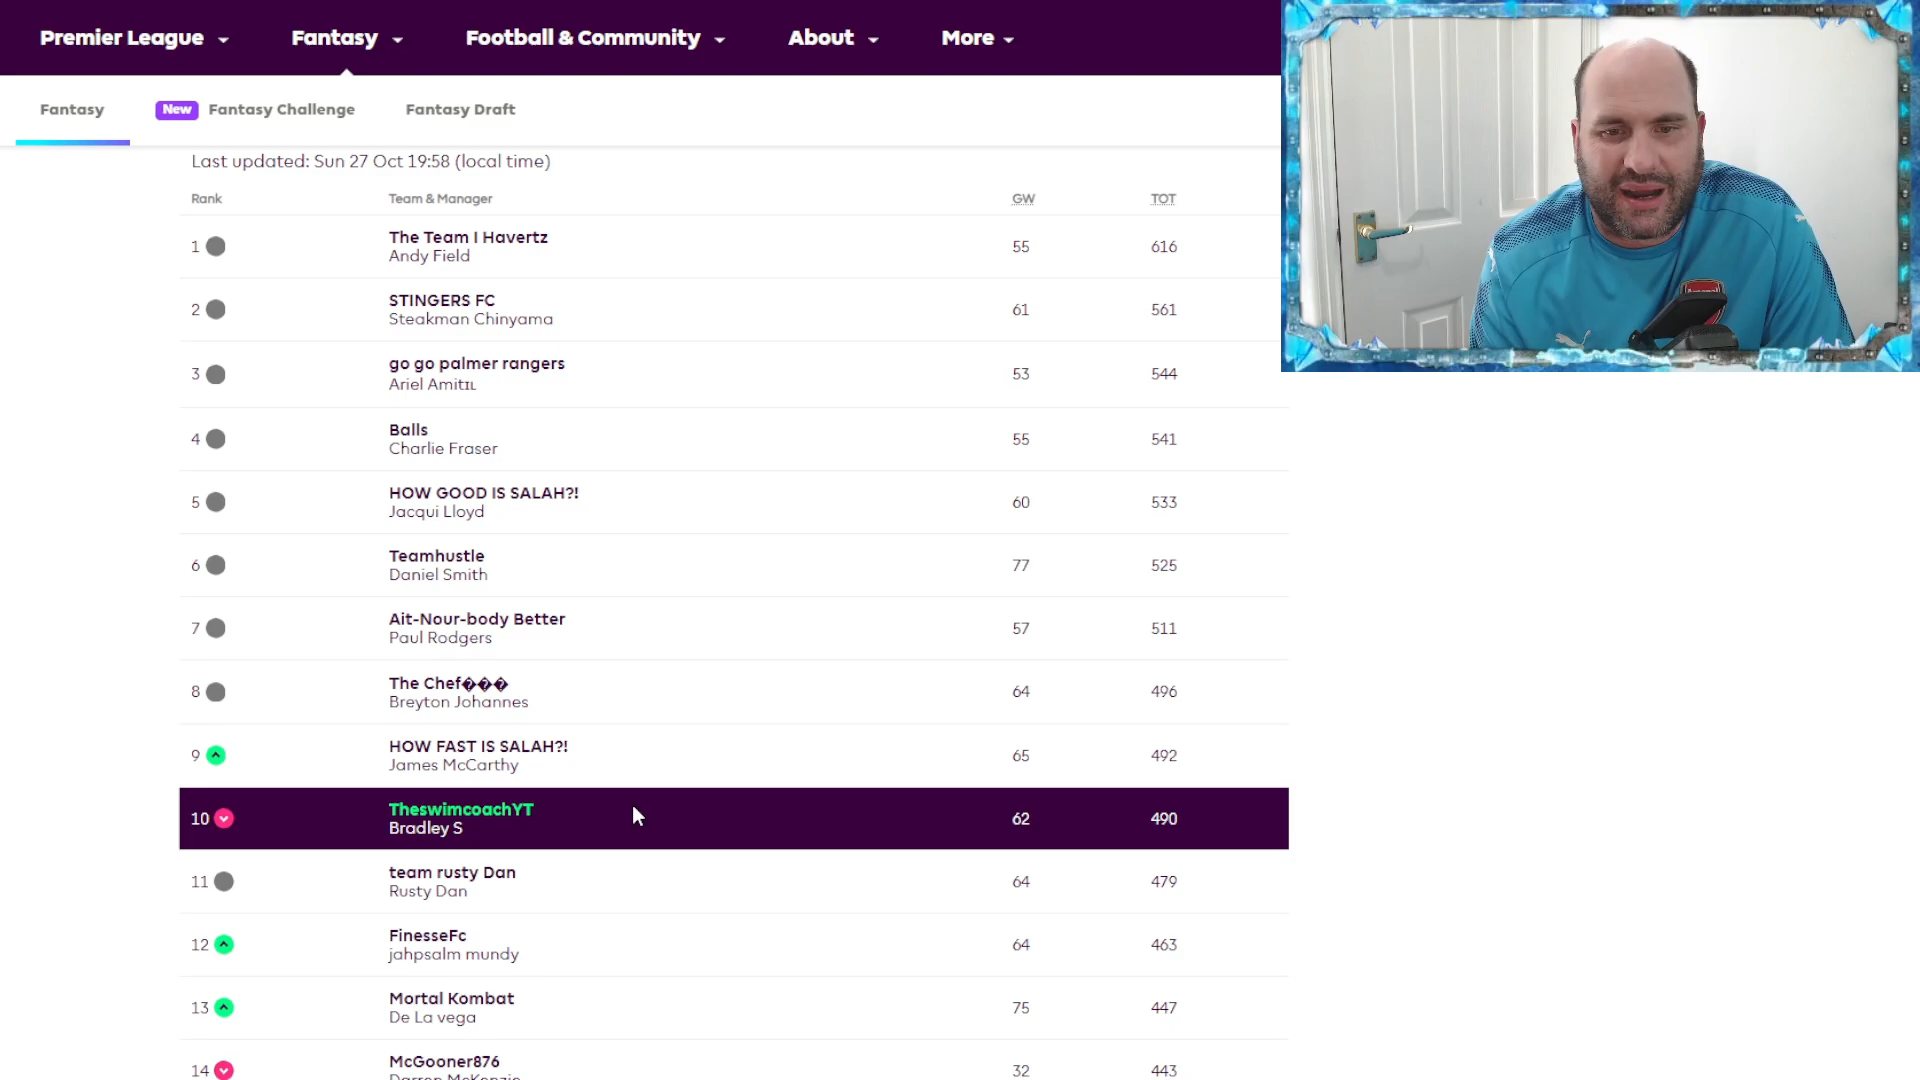 Premier League Fantasy Football & Community About More
Fantasy New Fantasy Challenge Fantasy Draft
Last updated: Sun 27 Oct 19:58 (local time)
Rank Team & Manager GW TOT
1 The Team I Havertz 55 616
Andy Field
2 STINGERS FC 61 561
Steakman Chinyama
3 go go palmer rangers 53 544
Ariel Amitɪʟ
4 Balls 55 541
Charlie Fraser
5 HOW GOOD IS SALAH?! 60 533
Jacqui Lloyd
6 Teamhustle 77 525
Daniel Smith
7 Ait-Nour-body Better 57 511
Paul Rodgers
8 The Chef��� 64 496
Breyton Johannes
9 HOW FAST IS SALAH?! 65 492
James McCarthy
10 TheswimcoachYT 62 490
Bradley S
11 team rusty Dan 64 479
Rusty Dan
12 FinesseFc 64 463
jahpsalm mundy
13 Mortal Kombat 75 447
De La vega
14 McGooner876 32 443
Darren McKenzie